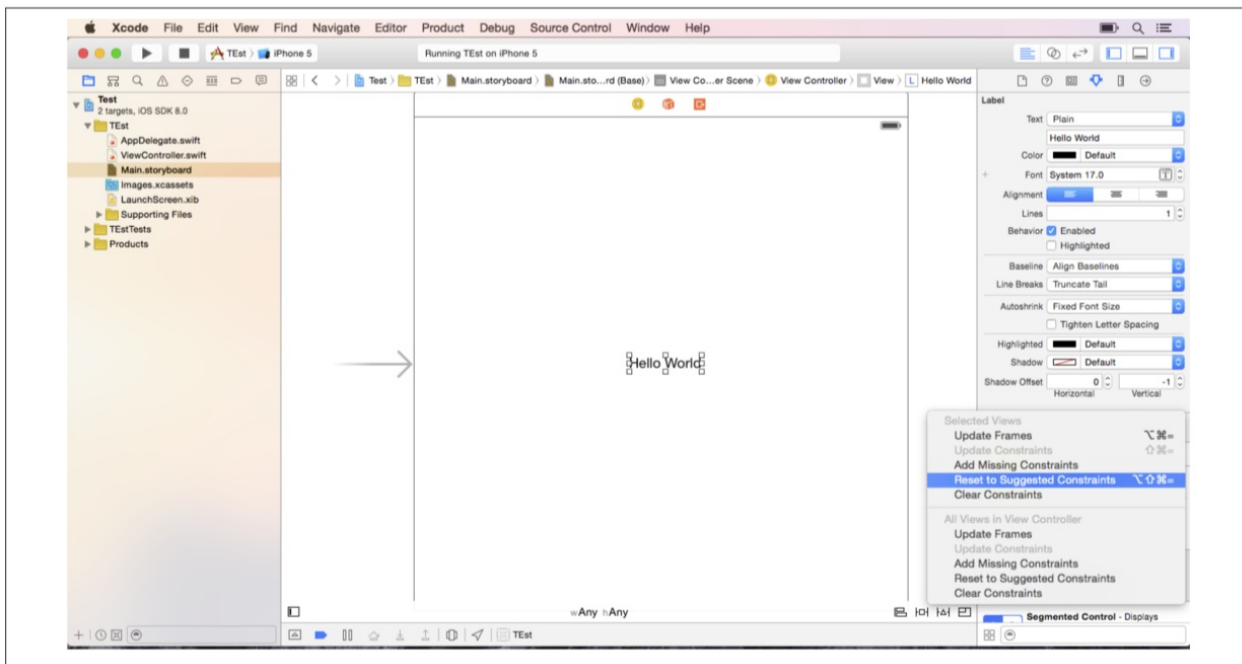 Xcode File Edit View Find Navigate Editor Product Debug Source Control Window Help
TEst iPhone 5
Running TEst on iPhone 5
Test TEst Main.storyboard Main.sto...rd (Base) View Co...er Scene View Controller View L Hello World
Test
2 targets, iOS SDK 8.0
TEst
AppDelegate.swift
ViewController.swift
Main.storyboard
Images.xcassets
LaunchScreen.xib
Supporting Files
TEstTests
Products
Hello World
wAny hAny
TEst
Label
Text Plain
Hello World
Color Default
Font System 17.0
Alignment
Lines 1
Behavior Enabled
Highlighted
Baseline Align Baselines
Line Breaks Truncate Tail
Autoshrink Fixed Font Size
Tighten Letter Spacing
Highlighted Default
Shadow Default
Shadow Offset 0 -1
Horizontal Vertical
Selected Views
Update Frames ⌥⌘=
Update Constraints ⇧⌘=
Add Missing Constraints
Reset to Suggested Constraints ⌥⇧⌘=
Clear Constraints
All Views in View Controller
Update Frames
Update Constraints
Add Missing Constraints
Reset to Suggested Constraints
Clear Constraints
Segmented Control - Displays